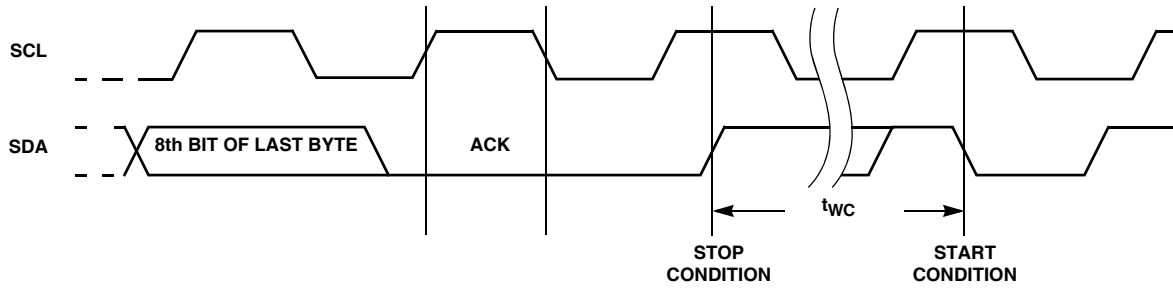 SCL
SDA
8th BIT OF LAST BYTE
ACK
tWC
STOP
CONDITION
START
CONDITION